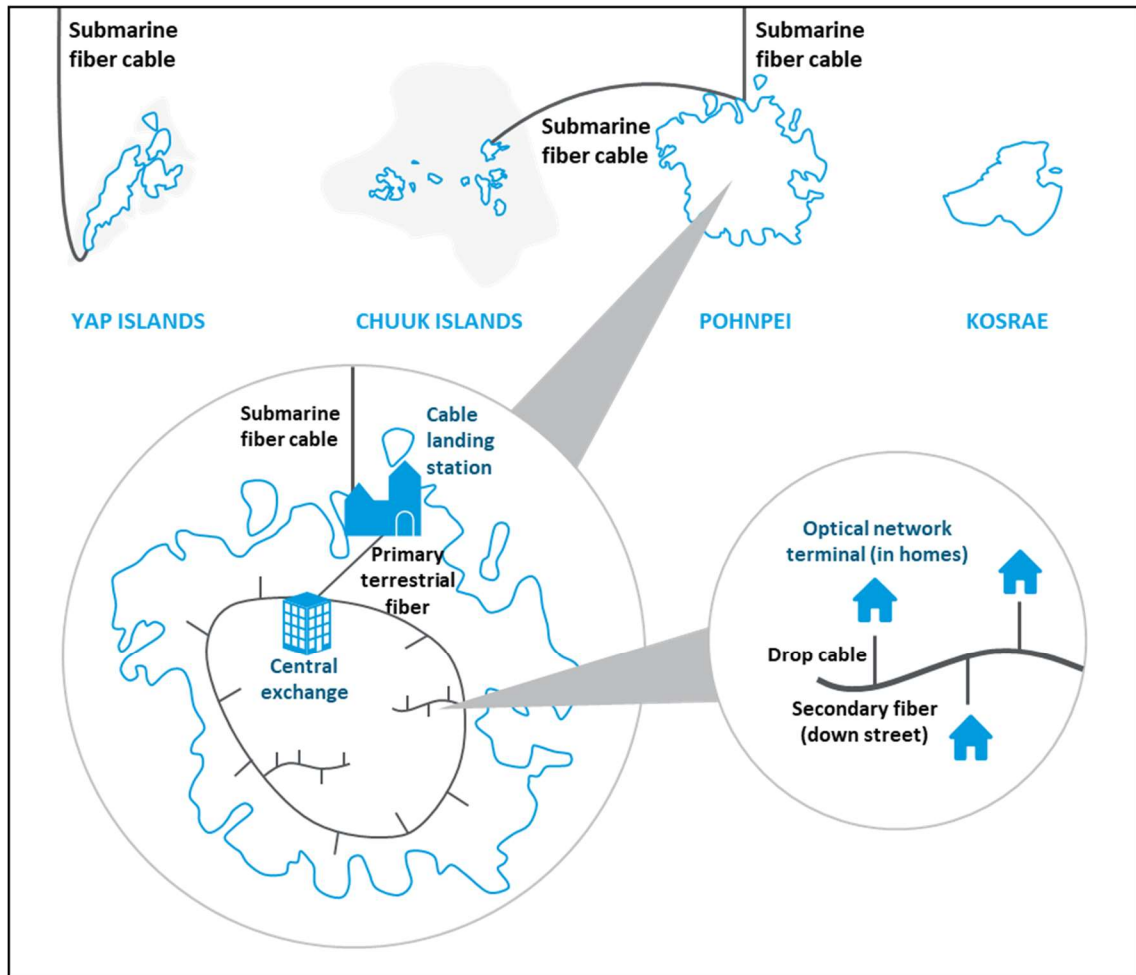 Submarine
fiber cable
Submarine
fiber cable
Submarine
fiber cable
YAP ISLANDS
CHUUK ISLANDS
POHNPEI
KOSRAE
Submarine
fiber cable
Cable
landing
station
Primary
terrestrial
fiber
Central
exchange
Optical network
terminal (in homes)
Drop cable
Secondary fiber
(down street)